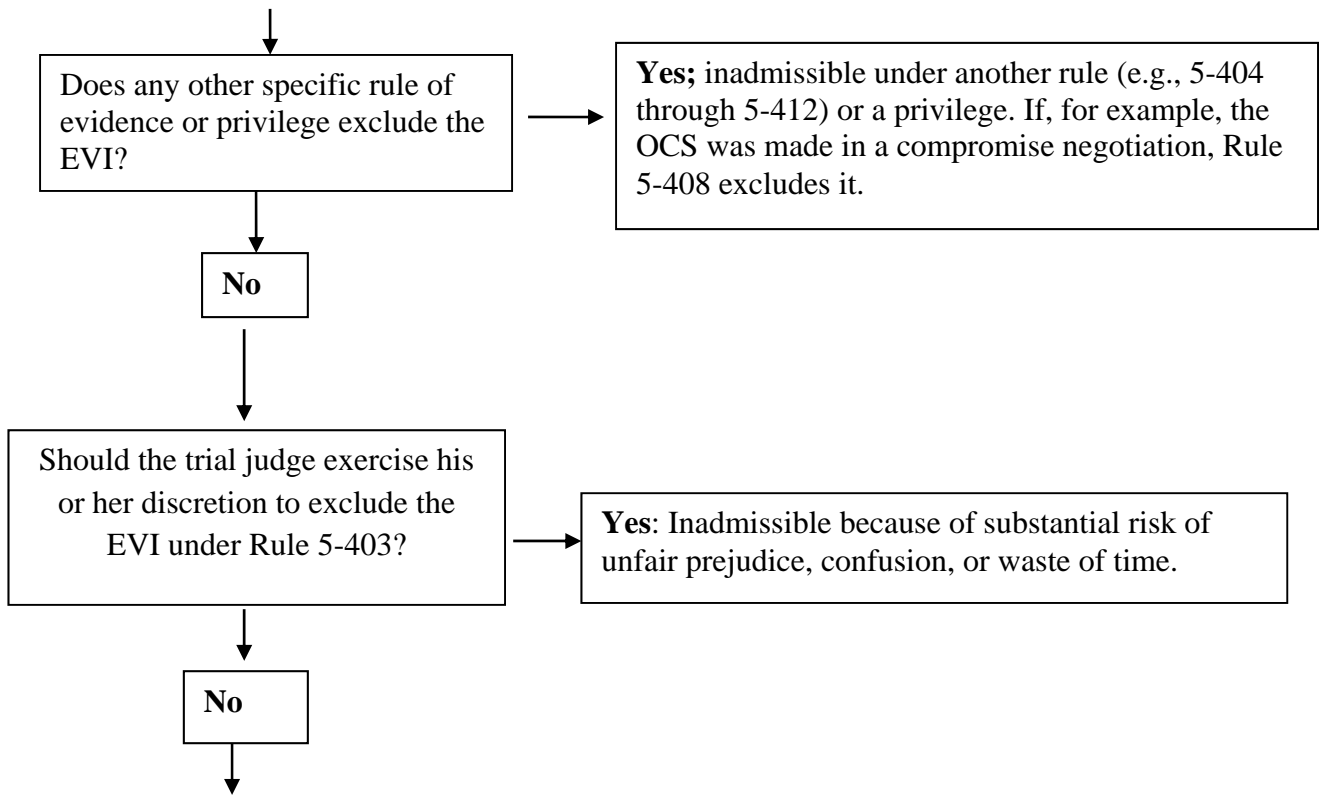 Does any other specific rule of
evidence or privilege exclude the
EVI?
Yes; inadmissible under another rule (e.g., 5-404
through 5-412) or a privilege. If, for example, the
OCS was made in a compromise negotiation, Rule
5-408 excludes it.
No
Should the trial judge exercise his
or her discretion to exclude the
EVI under Rule 5-403?
Yes: Inadmissible because of substantial risk of
unfair prejudice, confusion, or waste of time.
No